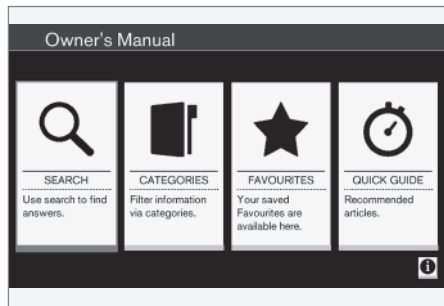 Owner's Manual
SEARCH
Use search to find
answers.
CATEGORIES
Filter information
via categories.
FAVOURITES
Your saved
Favourites are
available here.
QUICK GUIDE
Recommended
articles.
i